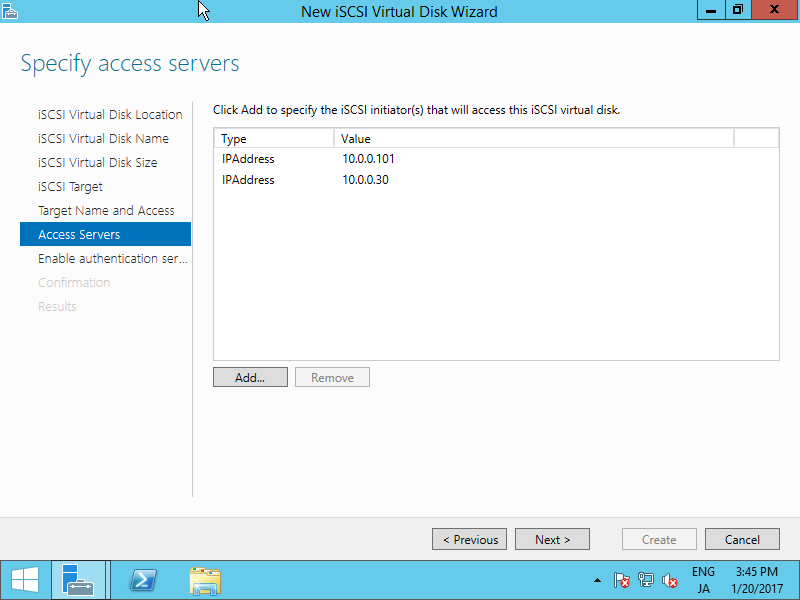 New iSCSI Virtual Disk Wizard
Specify access servers
iSCSI Virtual Disk Location
iSCSI Virtual Disk Name
iSCSI Virtual Disk Size
iSCSI Target
Target Name and Access
Access Servers
Enable authentication ser...
Confirmation
Results
Click Add to specify the iSCSI initiator(s) that will access this iSCSI virtual disk.
Type Value
IPAddress 10.0.0.101
IPAddress 10.0.0.30
Add... Remove
< Previous Next > Create Cancel
ENG 3:45 PM
JA 1/20/2017